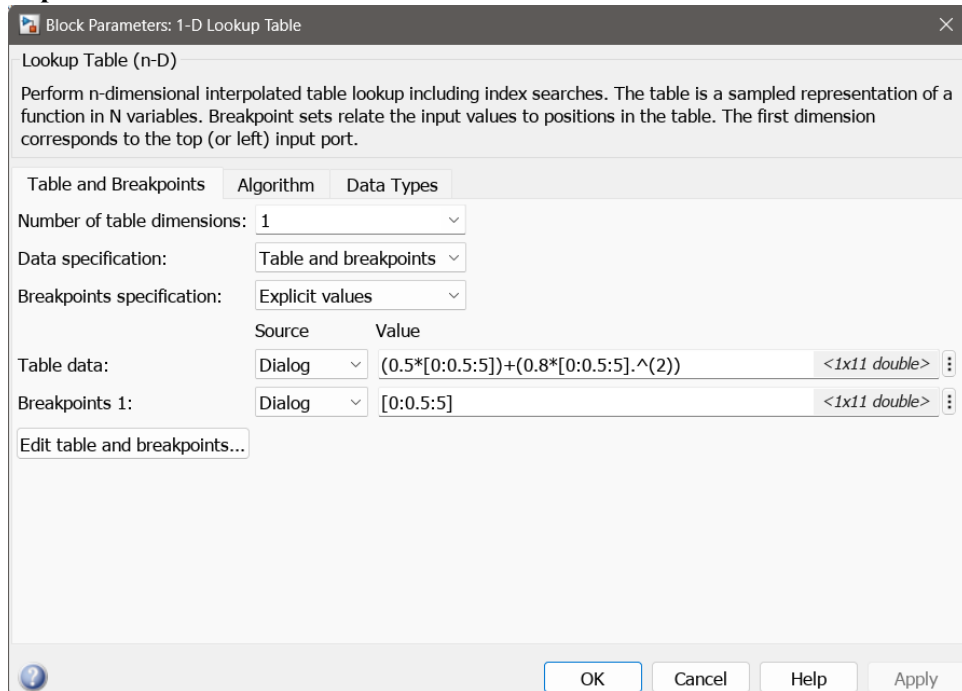 Block Parameters: 1-D Lookup Table
Lookup Table (n-D)
Perform n-dimensional interpolated table lookup including index searches. The table is a sampled representation of a
function in N variables. Breakpoint sets relate the input values to positions in the table. The first dimension
corresponds to the top (or left) input port.
Table and Breakpoints Algorithm Data Types
Number of table dimensions: 1
Data specification: Table and breakpoints
Breakpoints specification: Explicit values
Source Value
Table data: Dialog (0.5*[0:0.5:5])+(0.8*[0:0.5:5].^(2)) <1x11 double>
Breakpoints 1: Dialog [0:0.5:5] <1x11 double>
Edit table and breakpoints...
OK Cancel Help Apply